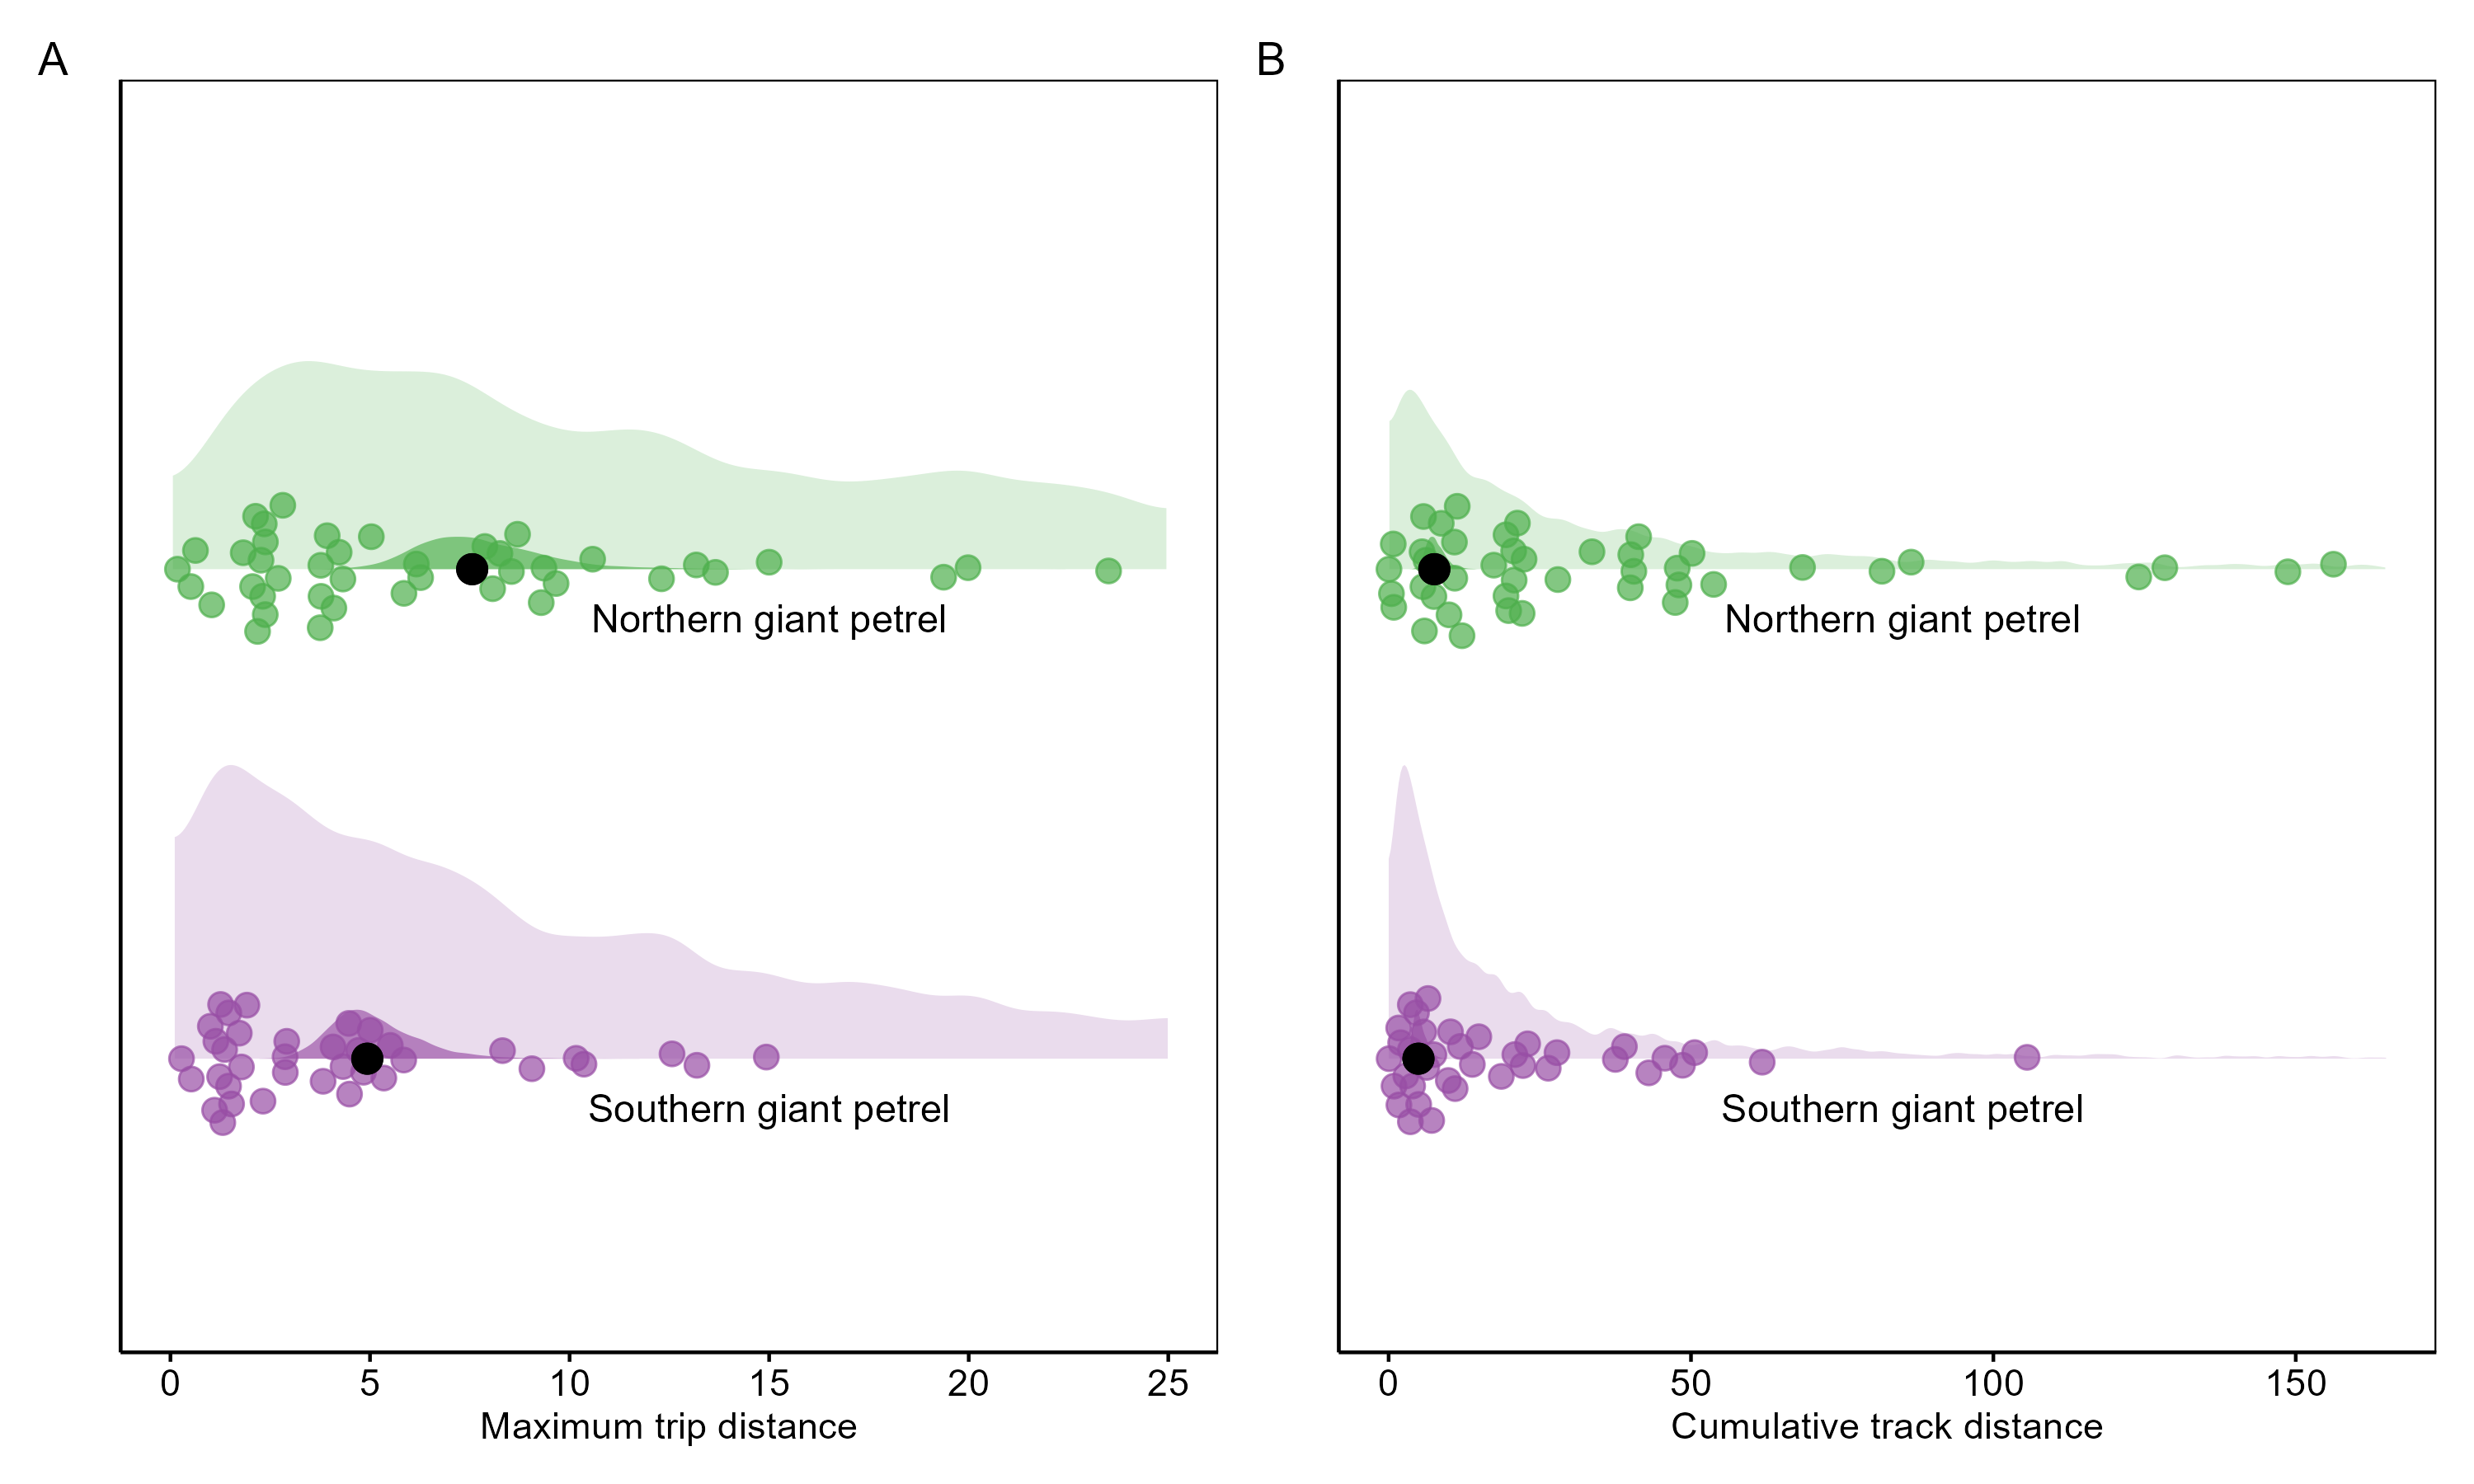 A
Northern giant petrel
Southern giant petrel
0 5 10 15 20 25
Maximum trip distance
B
Northern giant petrel
Southern giant petrel
0 50 100 150
Cumulative track distance